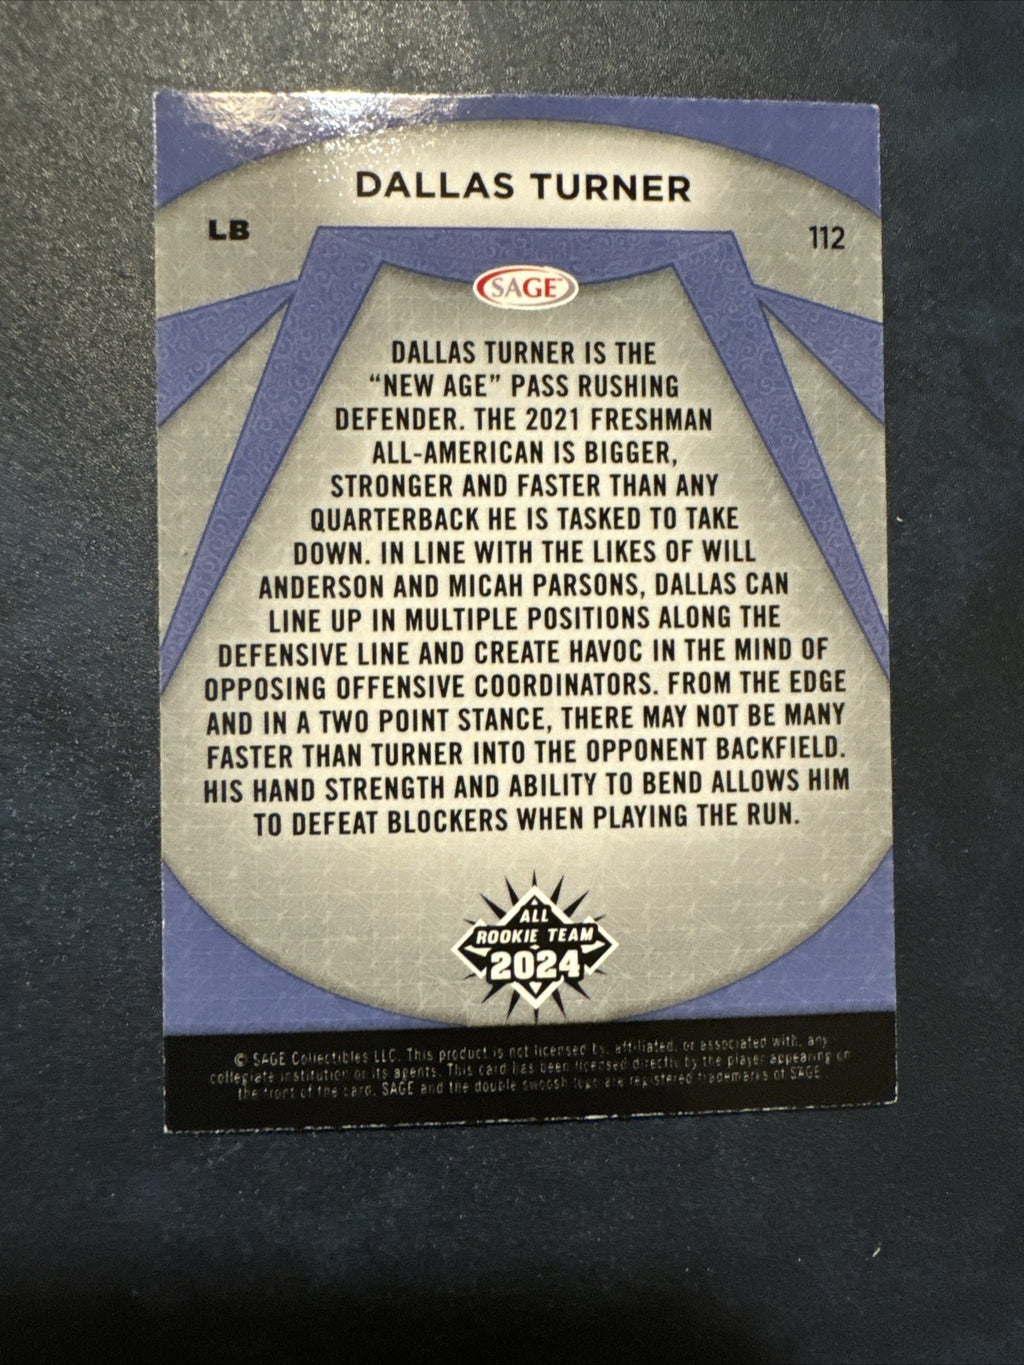 DALLAS TURNER
LB
112
SAGE
DALLAS TURNER IS THE
“NEW AGE” PASS RUSHING
DEFENDER. THE 2021 FRESHMAN
ALL-AMERICAN IS BIGGER,
STRONGER AND FASTER THAN ANY
QUARTERBACK HE IS TASKED TO TAKE
DOWN. IN LINE WITH THE LIKES OF WILL
ANDERSON AND MICAH PARSONS, DALLAS CAN
LINE UP IN MULTIPLE POSITIONS ALONG THE
DEFENSIVE LINE AND CREATE HAVOC IN THE MIND OF
OPPOSING OFFENSIVE COORDINATORS. FROM THE EDGE
AND IN A TWO POINT STANCE, THERE MAY NOT BE MANY
FASTER THAN TURNER INTO THE OPPONENT BACKFIELD.
HIS HAND STRENGTH AND ABILITY TO BEND ALLOWS HIM
TO DEFEAT BLOCKERS WHEN PLAYING THE RUN.
ALL
ROOKIE TEAM
2024
© SAGE Collectibles LLC. This product is not licensed by, affiliated, or associated with, any
collegiate institution or its agents. This card has been licensed directly by the player appearing on
the front of the card. SAGE and the double swoosh logo are registered trademarks of SAGE.